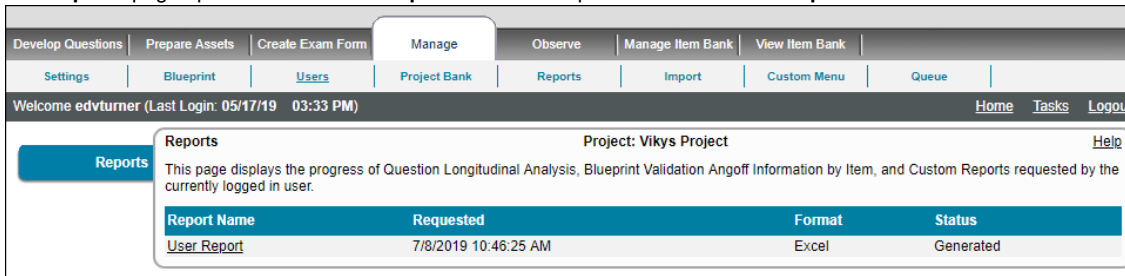 Develop Questions Prepare Assets Create Exam Form Manage Observe Manage Item Bank View Item Bank
Settings Blueprint Users Project Bank Reports Import Custom Menu Queue
Welcome edvturner (Last Login: 05/17/19 03:33 PM) Home Tasks Logou
Reports Project: Vikys Project Help
Reports
This page displays the progress of Question Longitudinal Analysis, Blueprint Validation Angoff Information by Item, and Custom Reports requested by the
currently logged in user.
Report Name Requested Format Status
User Report 7/8/2019 10:46:25 AM Excel Generated